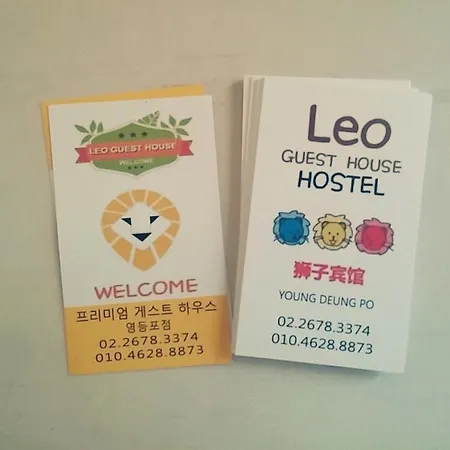 LEO GUEST HOUSE
WELCOME
WELCOME
프리미엄 게스트 하우스
영등포점
02.2678.3374
010.4628.8873
Leo
GUEST HOUSE
HOSTEL
狮子宾馆
YOUNG DEUNG PO
02.2678.3374
010.4628.8873